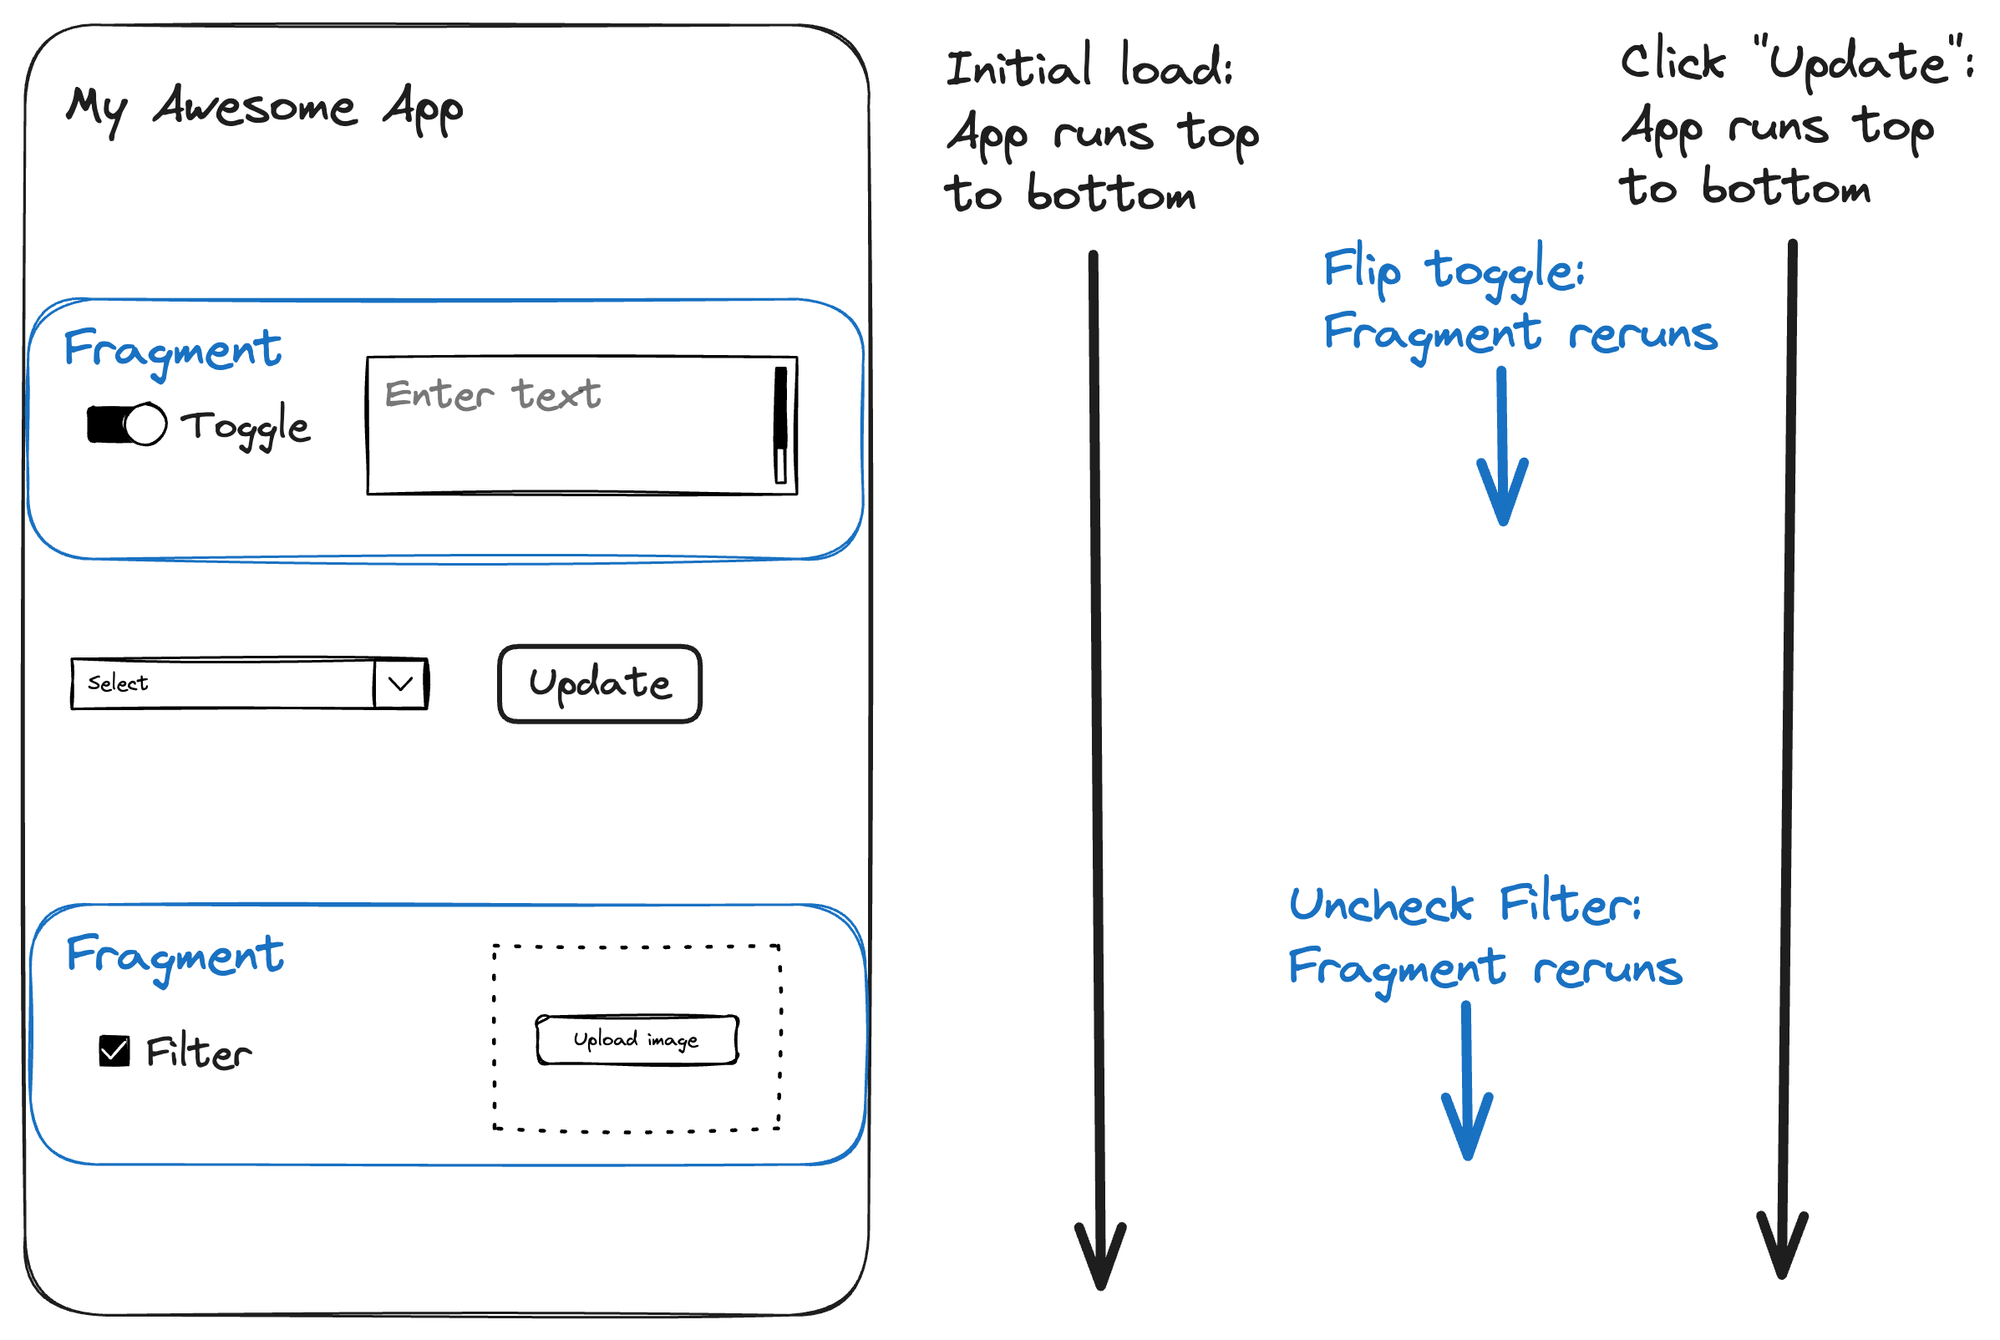 My Awesome App
Fragment
Toggle
Enter text
Select
Update
Fragment
Filter
Upload image
Initial load:
App runs top
to bottom
Flip toggle:
Fragment reruns
Uncheck Filter:
Fragment reruns
Click "Update":
App runs top
to bottom